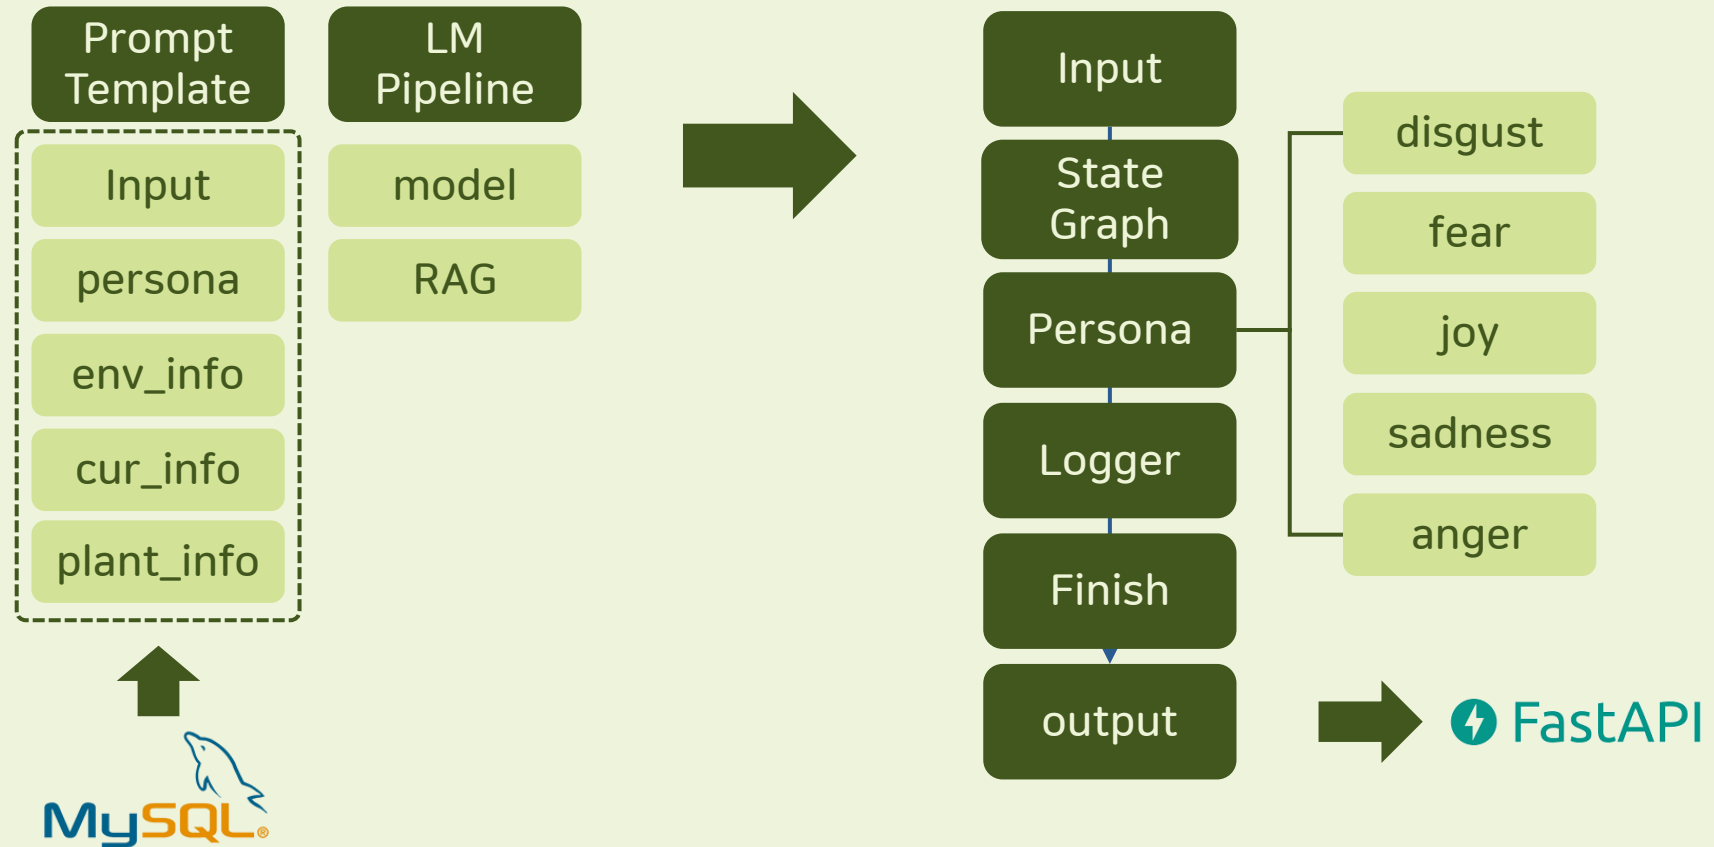 Prompt
Template
Input
persona
env_info
cur_info
plant_info
MySQL®
LM
Pipeline
model
RAG
Input
State
Graph
Persona
Logger
Finish
output
disgust
fear
joy
sadness
anger
FastAPI